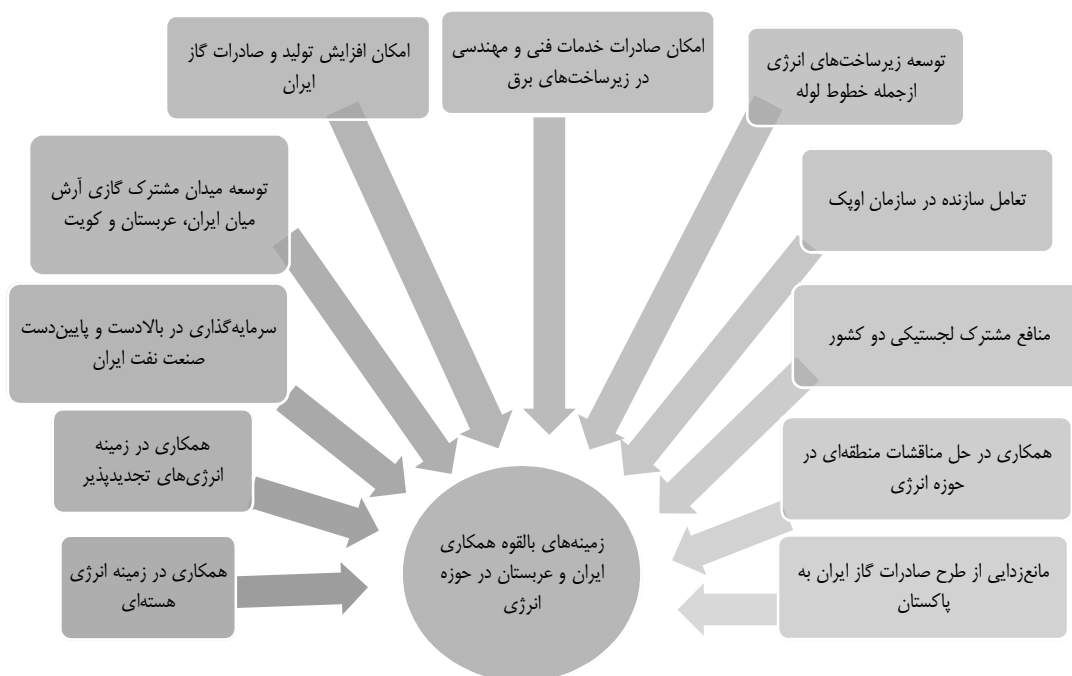 توسعه زیرساخت‌های انرژی
ازجمله خطوط لوله
امکان صادرات خدمات فنی و مهندسی
در زیرساخت‌های برق
امکان افزایش تولید و صادرات گاز
ایران
تعامل سازنده در سازمان اوپک
توسعه میدان مشترک گازی آرش
میان ایران، عربستان و کویت
منافع مشترک لجستیکی دو کشور
سرمایه‌گذاری در بالادست و پایین‌دست
صنعت نفت ایران
همکاری در حل مناقشات منطقه‌ای در
حوزه انرژی
همکاری در زمینه
انرژی‌های تجدیدپذیر
مانع‌زدایی از طرح صادرات گاز ایران به
پاکستان
همکاری در زمینه انرژی
هسته‌ای
زمینه‌های بالقوه همکاری
ایران و عربستان در حوزه
انرژی